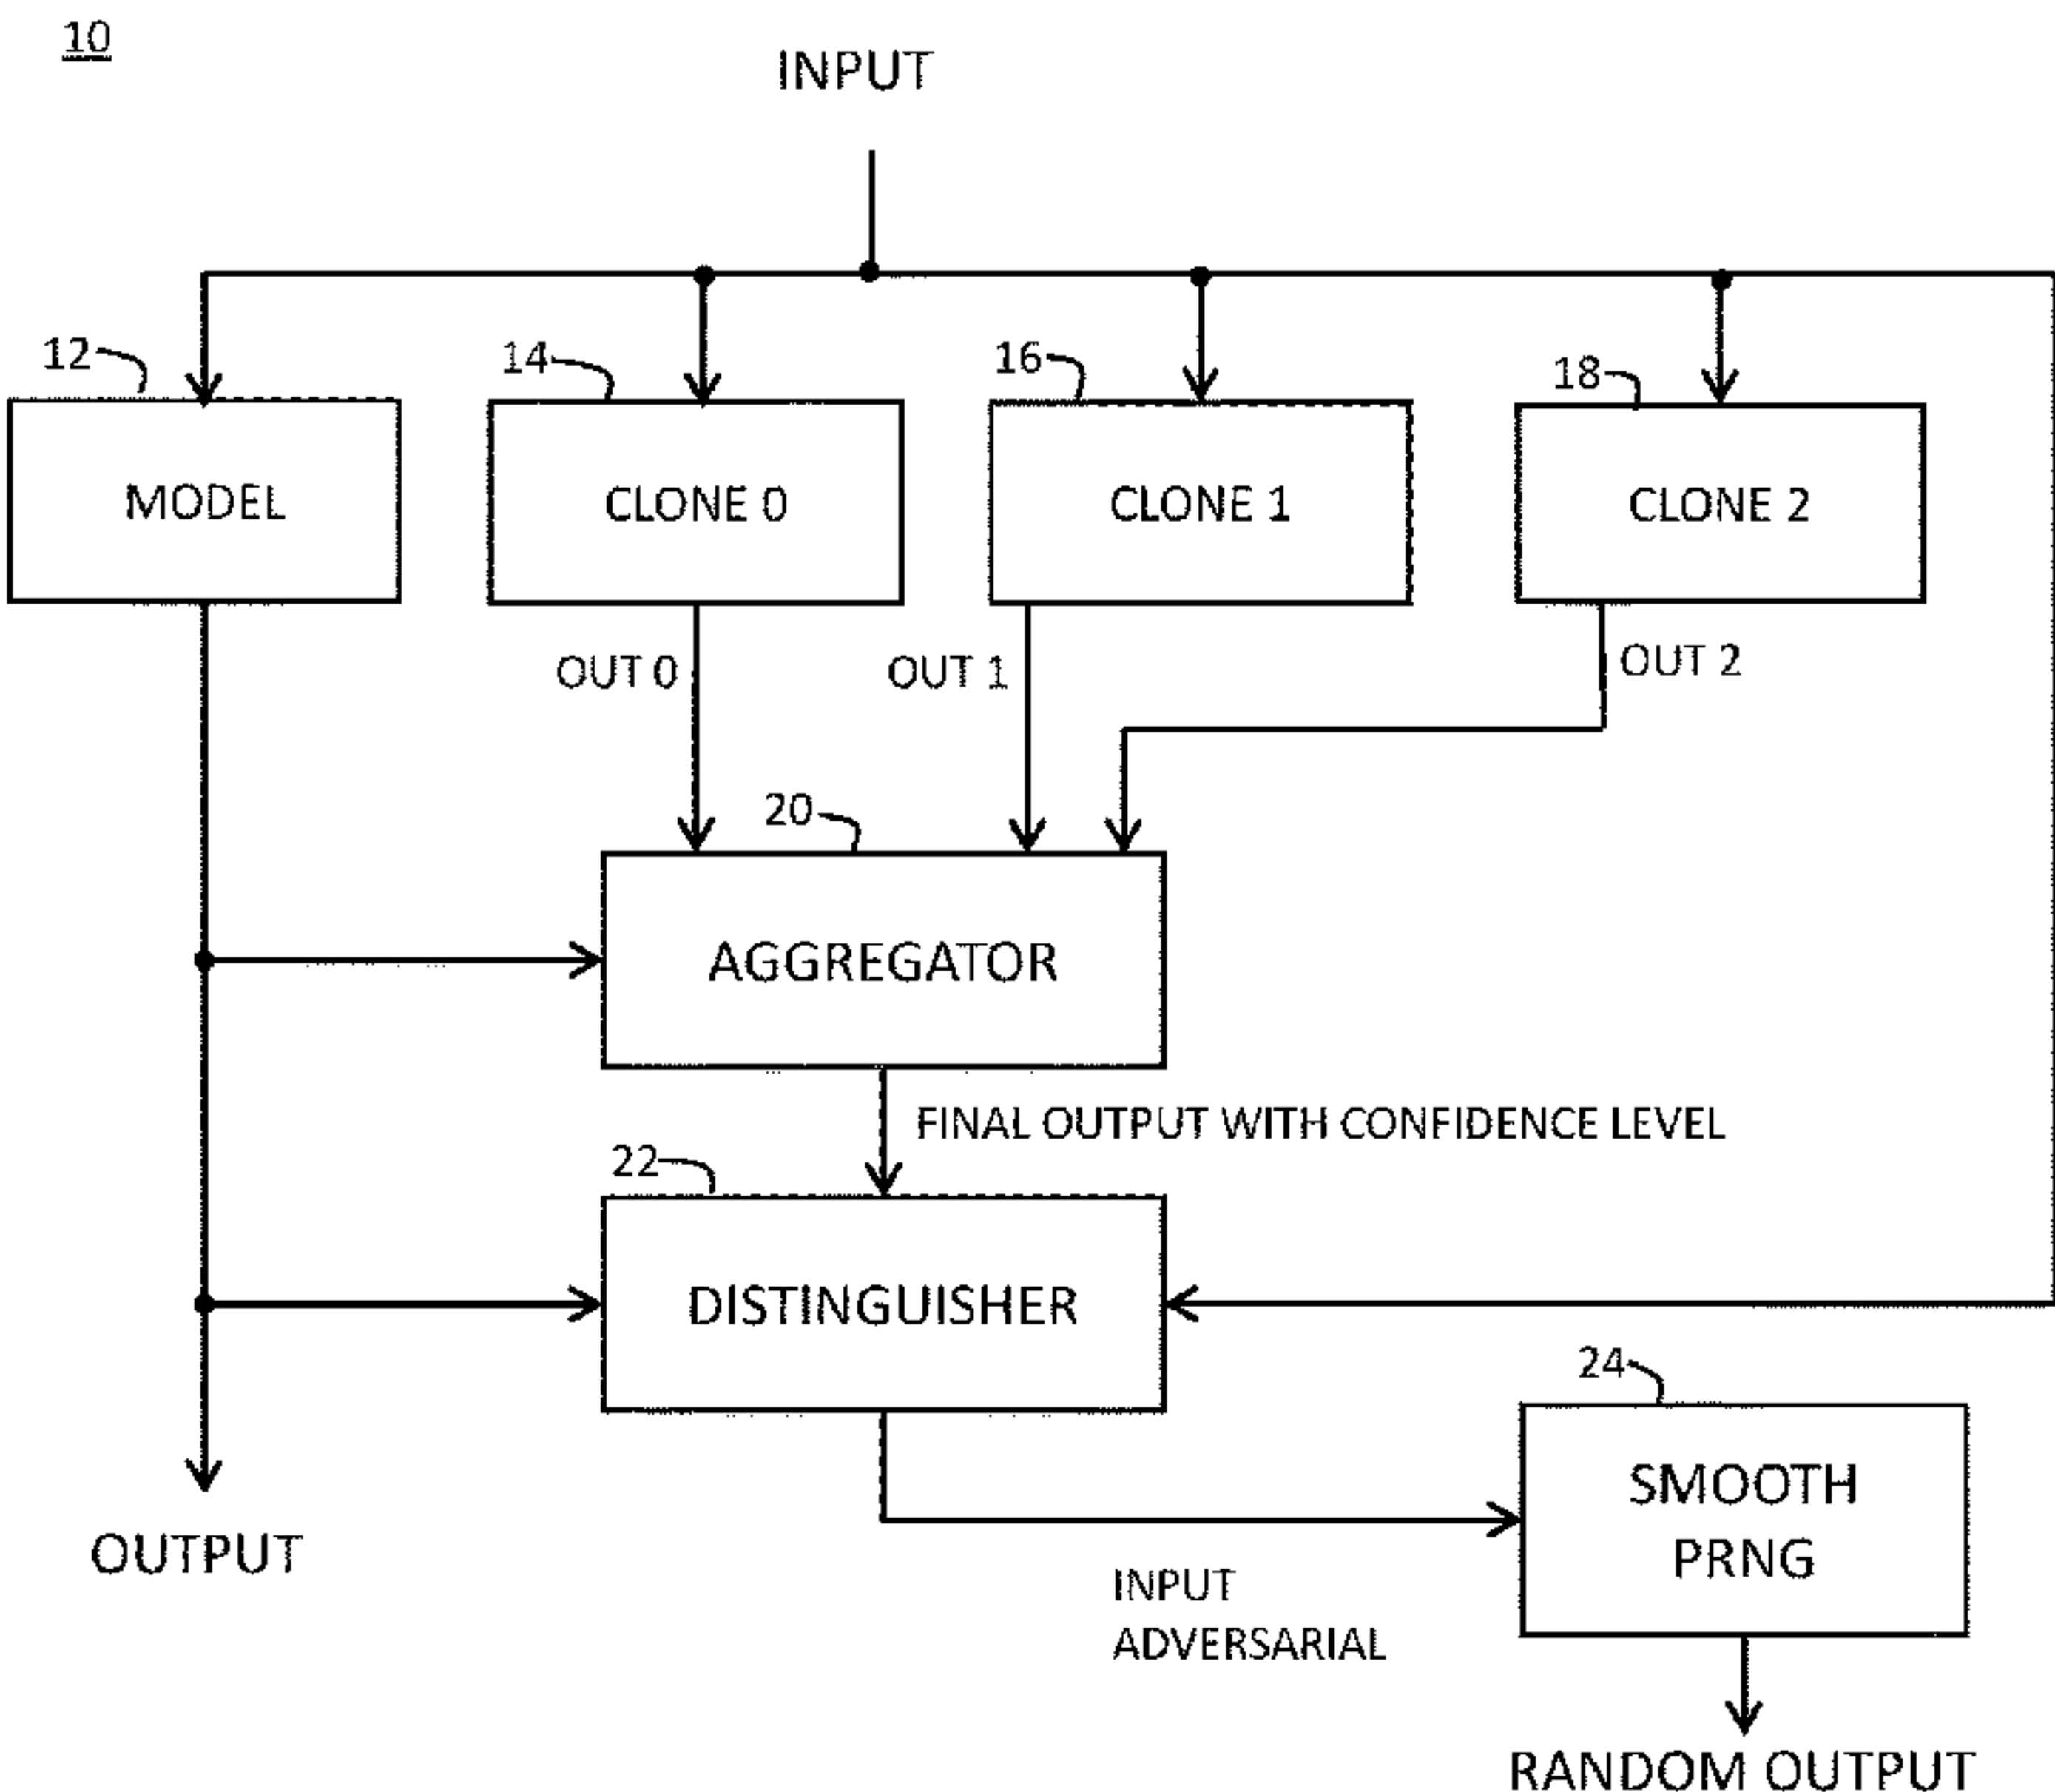 10
INPUT
12
14
16
18
MODEL
CLONE 0
CLONE 1
CLONE 2
OUT 0
OUT 1
OUT 2
20
AGGREGATOR
FINAL OUTPUT WITH CONFIDENCE LEVEL
22
DISTINGUISHER
24
SMOOTH
PRNG
OUTPUT
INPUT
ADVERSARIAL
RANDOM OUTPUT